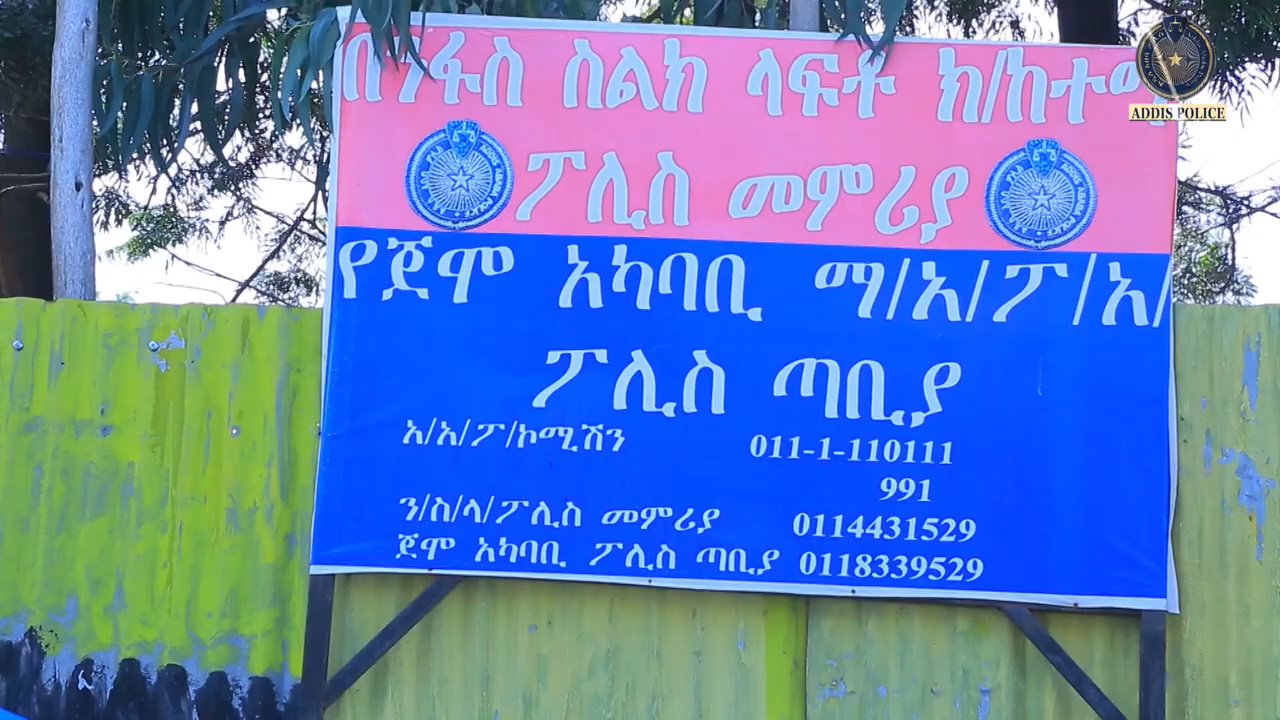 በንፋስ ስልክ ላፍቶ ክ/ከተማ
ፖሊስ መምሪያ
የጀሞ አካባቢ ማ/አ/ፖ/አ/
ፖሊስ ጣቢያ
አ/አ/ፖ/ኮሚሽን 011-1-110111
991
ን/ስ/ላ/ፖሊስ መምሪያ 0114431529
ጀሞ አካባቢ ፖሊስ ጣቢያ 0118339529
ADDIS POLICE